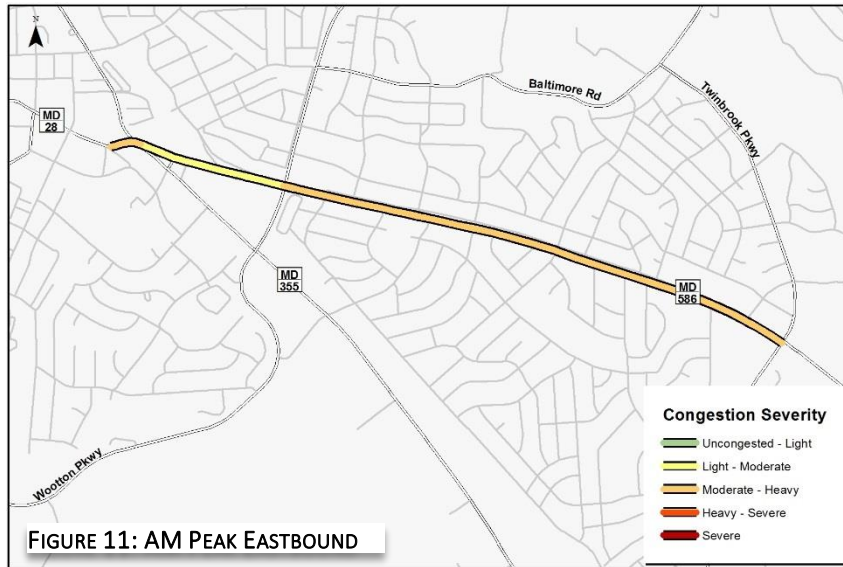 N
MD
28
Baltimore Rd
Twinbrook Pkwy
MD
355
MD
586
Wootton Pkwy
Congestion Severity
Uncongested - Light
Light - Moderate
Moderate - Heavy
Heavy - Severe
Severe
FIGURE 11: AM PEAK EASTBOUND